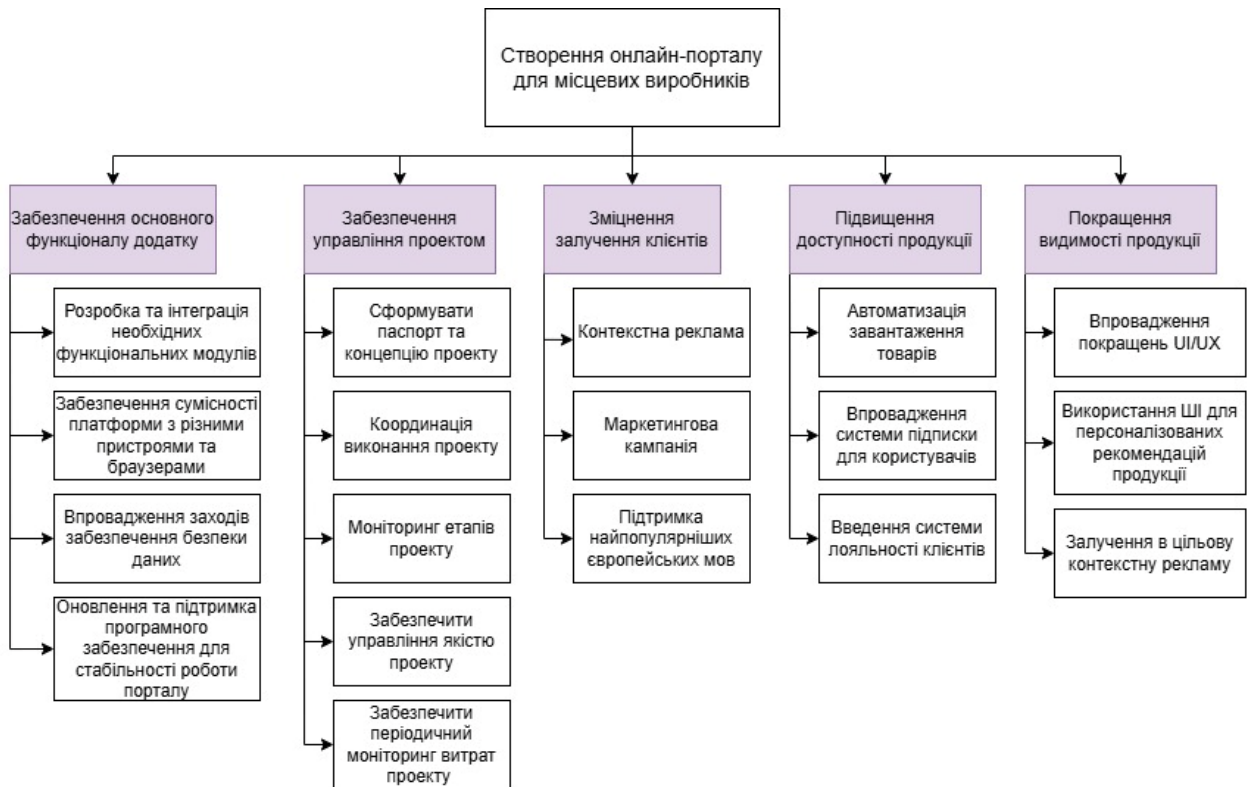 Створення онлайн-порталу
для місцевих виробників
Забезпечення основного
функціоналу додатку
Розробка та інтеграція
необхідних
функціональних модулів
Забезпечення сумісності
платформи з різними
пристроями та
браузерами
Впровадження заходів
забезпечення безпеки
даних
Оновлення та підтримка
програмного
забезпечення для
стабільності роботи
порталу
Забезпечення
управління проектом
Сформувати
паспорт та
концепцію проекту
Координація
виконання проекту
Моніторинг етапів
проекту
Забезпечити
управління якістю
проекту
Забезпечити
періодичний
моніторинг витрат
проекту
Зміцнення
залучення клієнтів
Контекстна реклама
Маркетингова
кампанія
Підтримка
найпопулярніших
європейських мов
Підвищення
доступності продукції
Автоматизація
завантаження
товарів
Впровадження
системи підписки
для користувачів
Введення системи
лояльності клієнтів
Покращення
видимості продукції
Впровадження
покращень UI/UX
Використання ШІ для
персоналізованих
рекомендацій
продукції
Залучення в цільову
контекстну рекламу